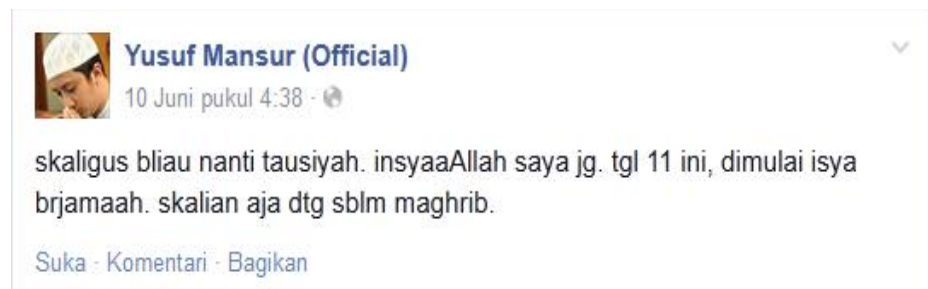 Yusuf Mansur (Official)
10 Juni pukul 4:38 ·
skaligus bliau nanti tausiyah. insyaaAllah saya jg. tgl 11 ini, dimulai isya
brjamaah. skalian aja dtg sblm maghrib.
Suka · Komentari · Bagikan